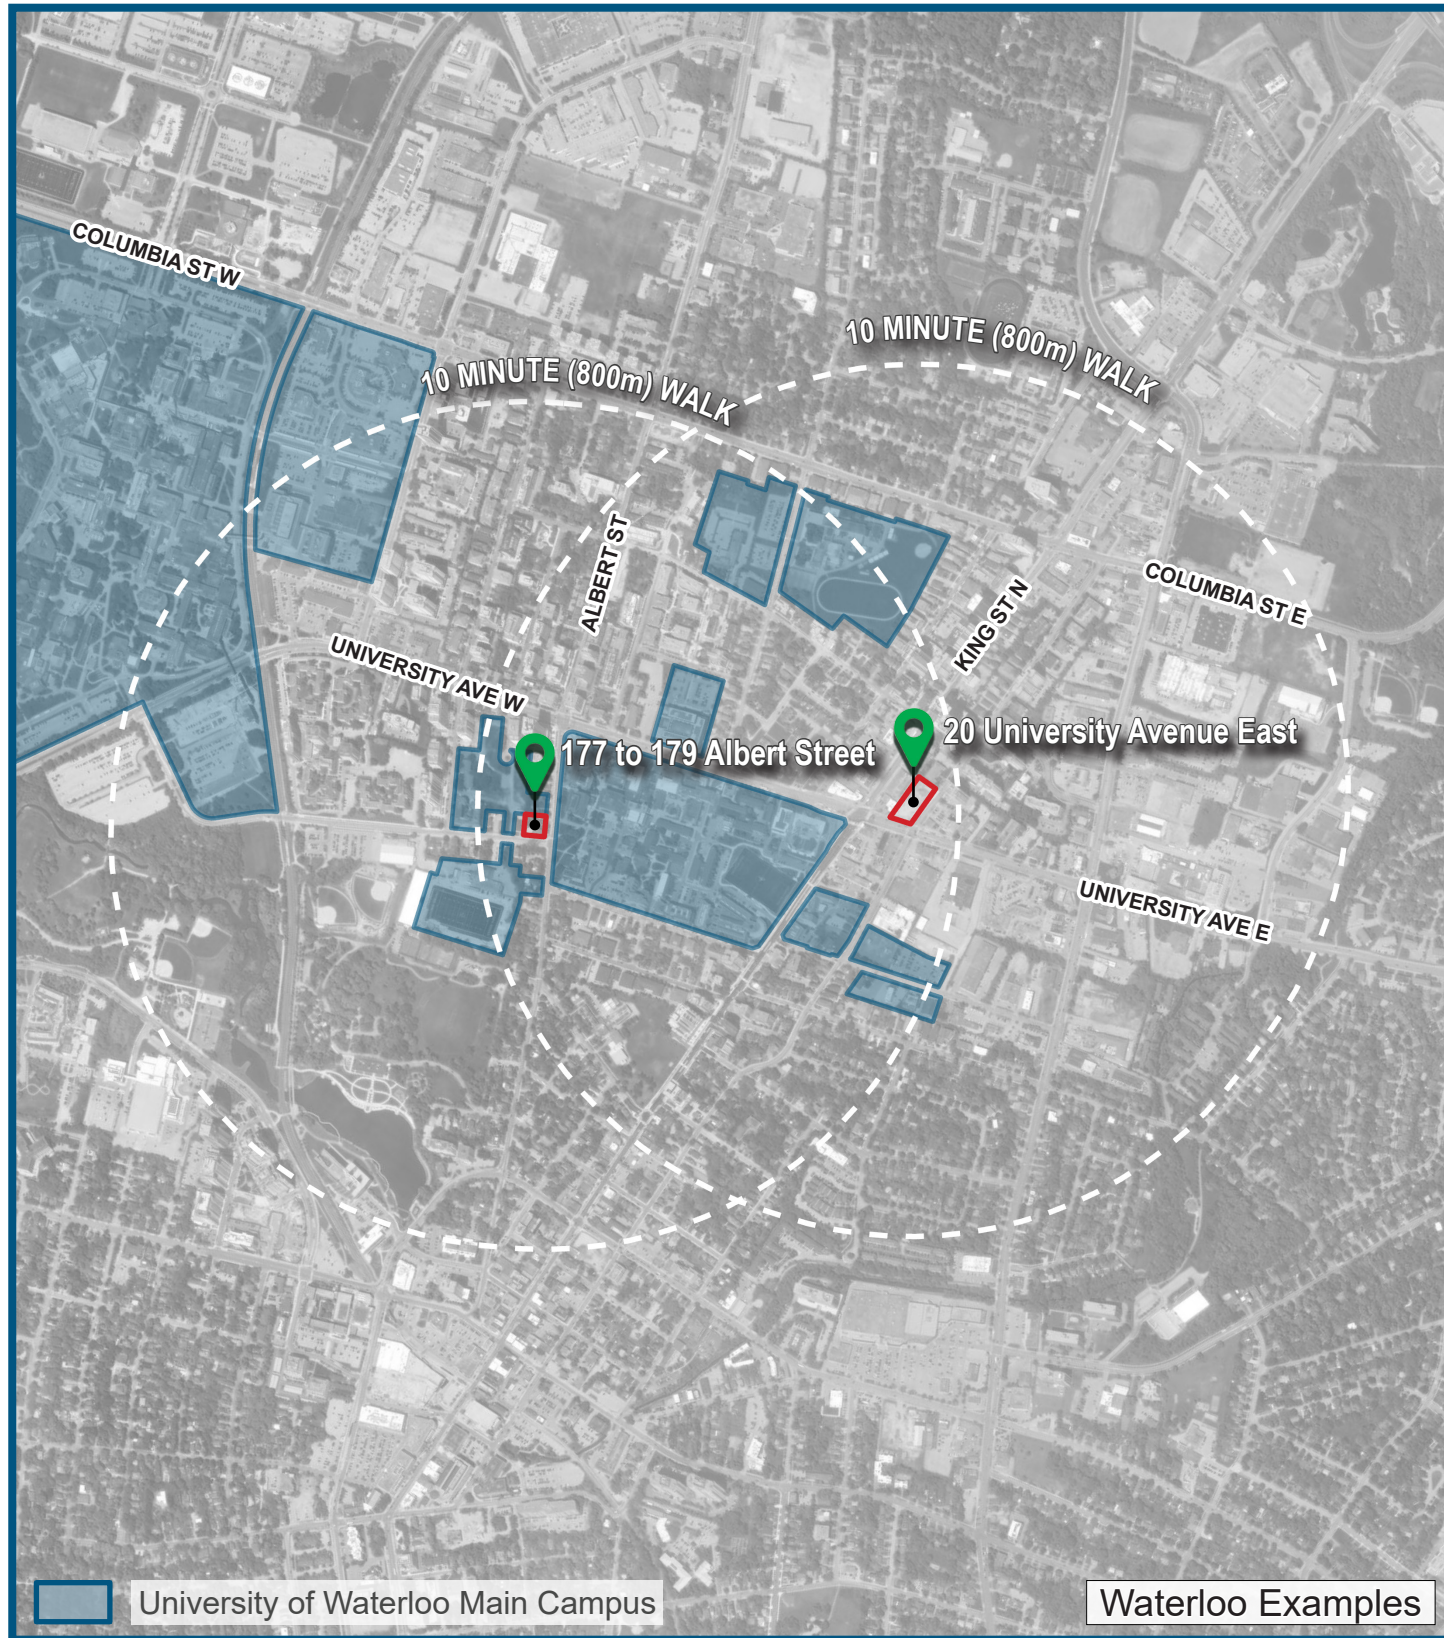 COLUMBIA ST W
10 MINUTE (800m) WALK
10 MINUTE (800m) WALK
ALBERT ST
COLUMBIA ST E
KING ST N
UNIVERSITY AVE W
177 to 179 Albert Street
20 University Avenue East
UNIVERSITY AVE E
University of Waterloo Main Campus
Waterloo Examples